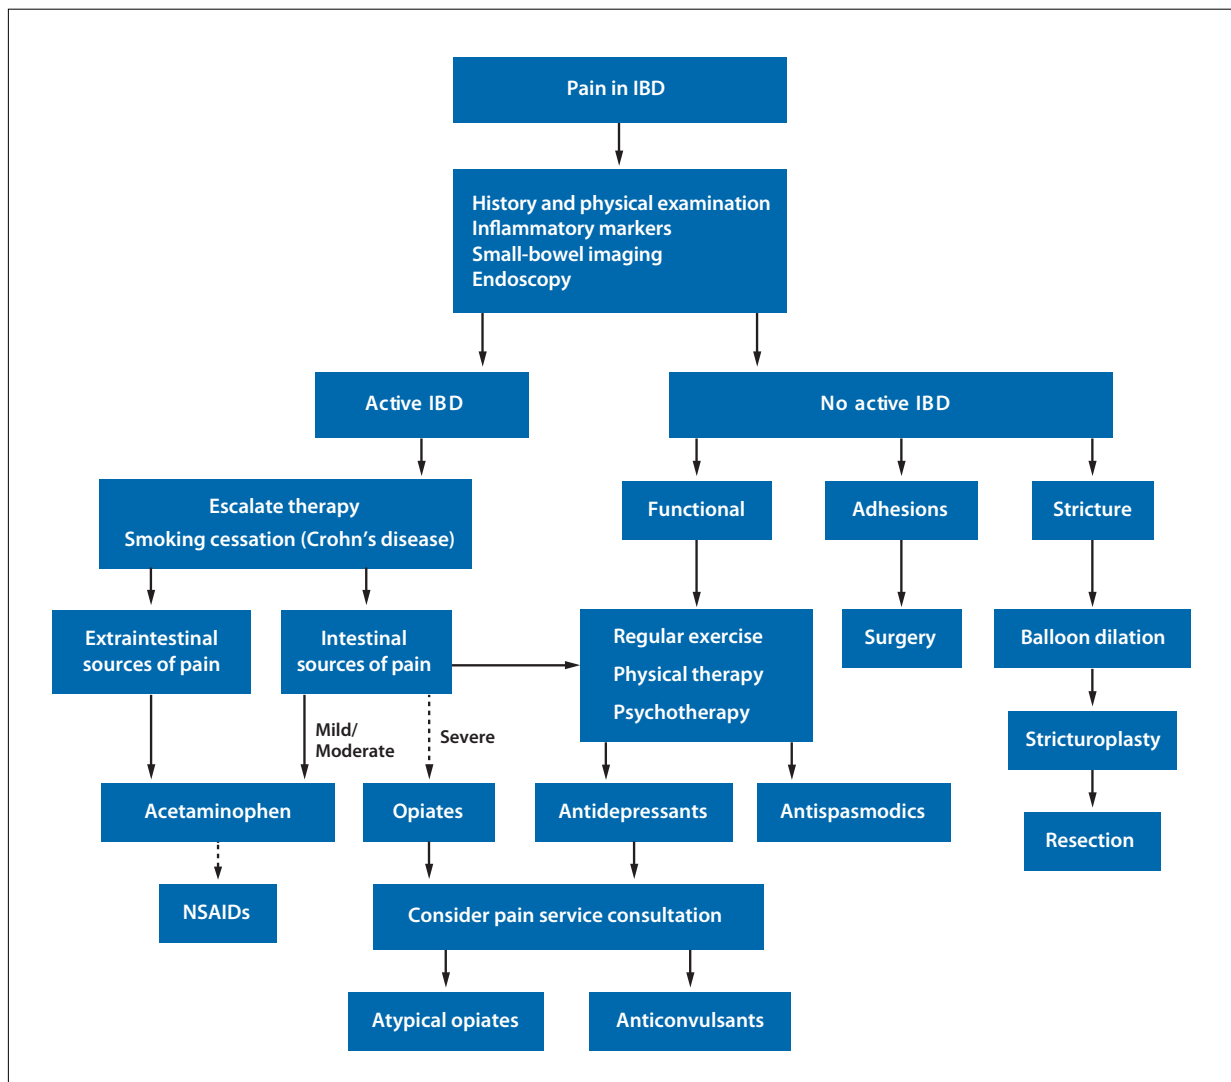 Pain in IBD
History and physical examination
Inflammatory markers
Small-bowel imaging
Endoscopy
Active IBD
No active IBD
Escalate therapy
Smoking cessation (Crohn's disease)
Functional
Adhesions
Stricture
Extraintestinal
sources of pain
Intestinal
sources of pain
Regular exercise
Physical therapy
Psychotherapy
Surgery
Balloon dilation
Mild/
Moderate
Severe
Stricturoplasty
Acetaminophen
Opiates
Antidepressants
Antispasmodics
Resection
NSAIDs
Consider pain service consultation
Atypical opiates
Anticonvulsants